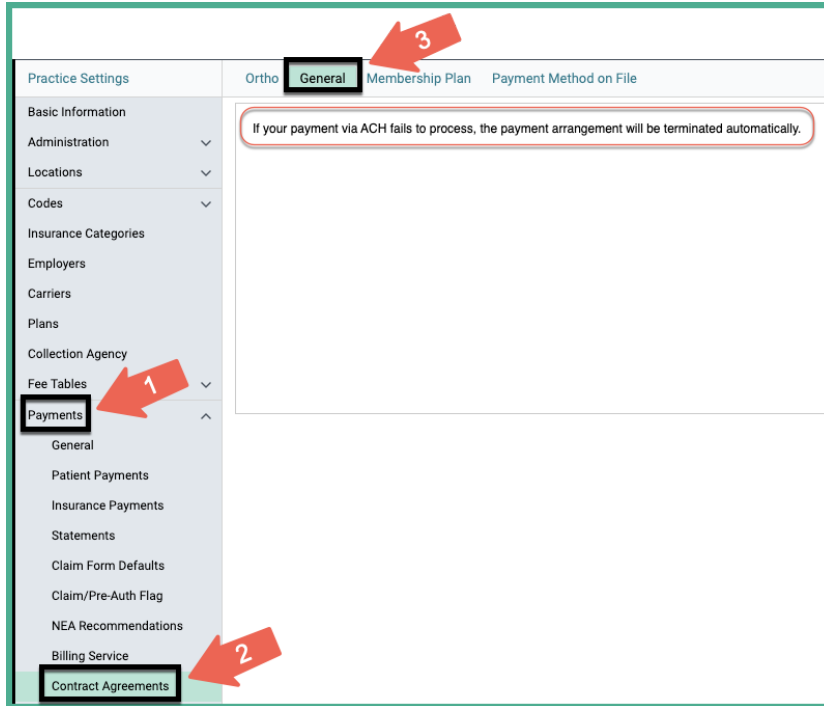 3
Practice Settings
Ortho General Membership Plan Payment Method on File
Basic Information
If your payment via ACH fails to process, the payment arrangement will be terminated automatically.
Administration
Locations
Codes
Insurance Categories
Employers
Carriers
Plans
Collection Agency
Fee Tables
1
Payments
General
Patient Payments
Insurance Payments
Statements
Claim Form Defaults
Claim/Pre-Auth Flag
NEA Recommendations
Billing Service
2
Contract Agreements